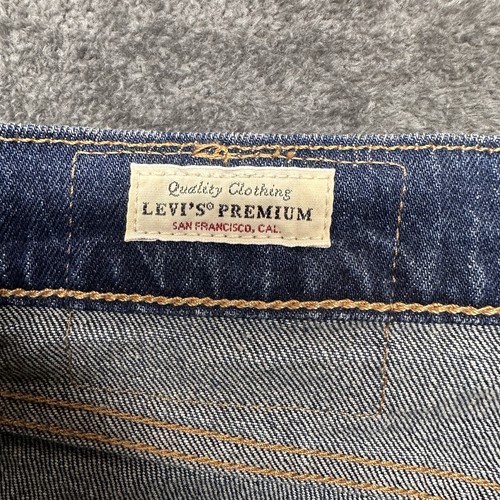 Quality Clothing
LEVI'S® PREMIUM
SAN FRANCISCO, CAL.